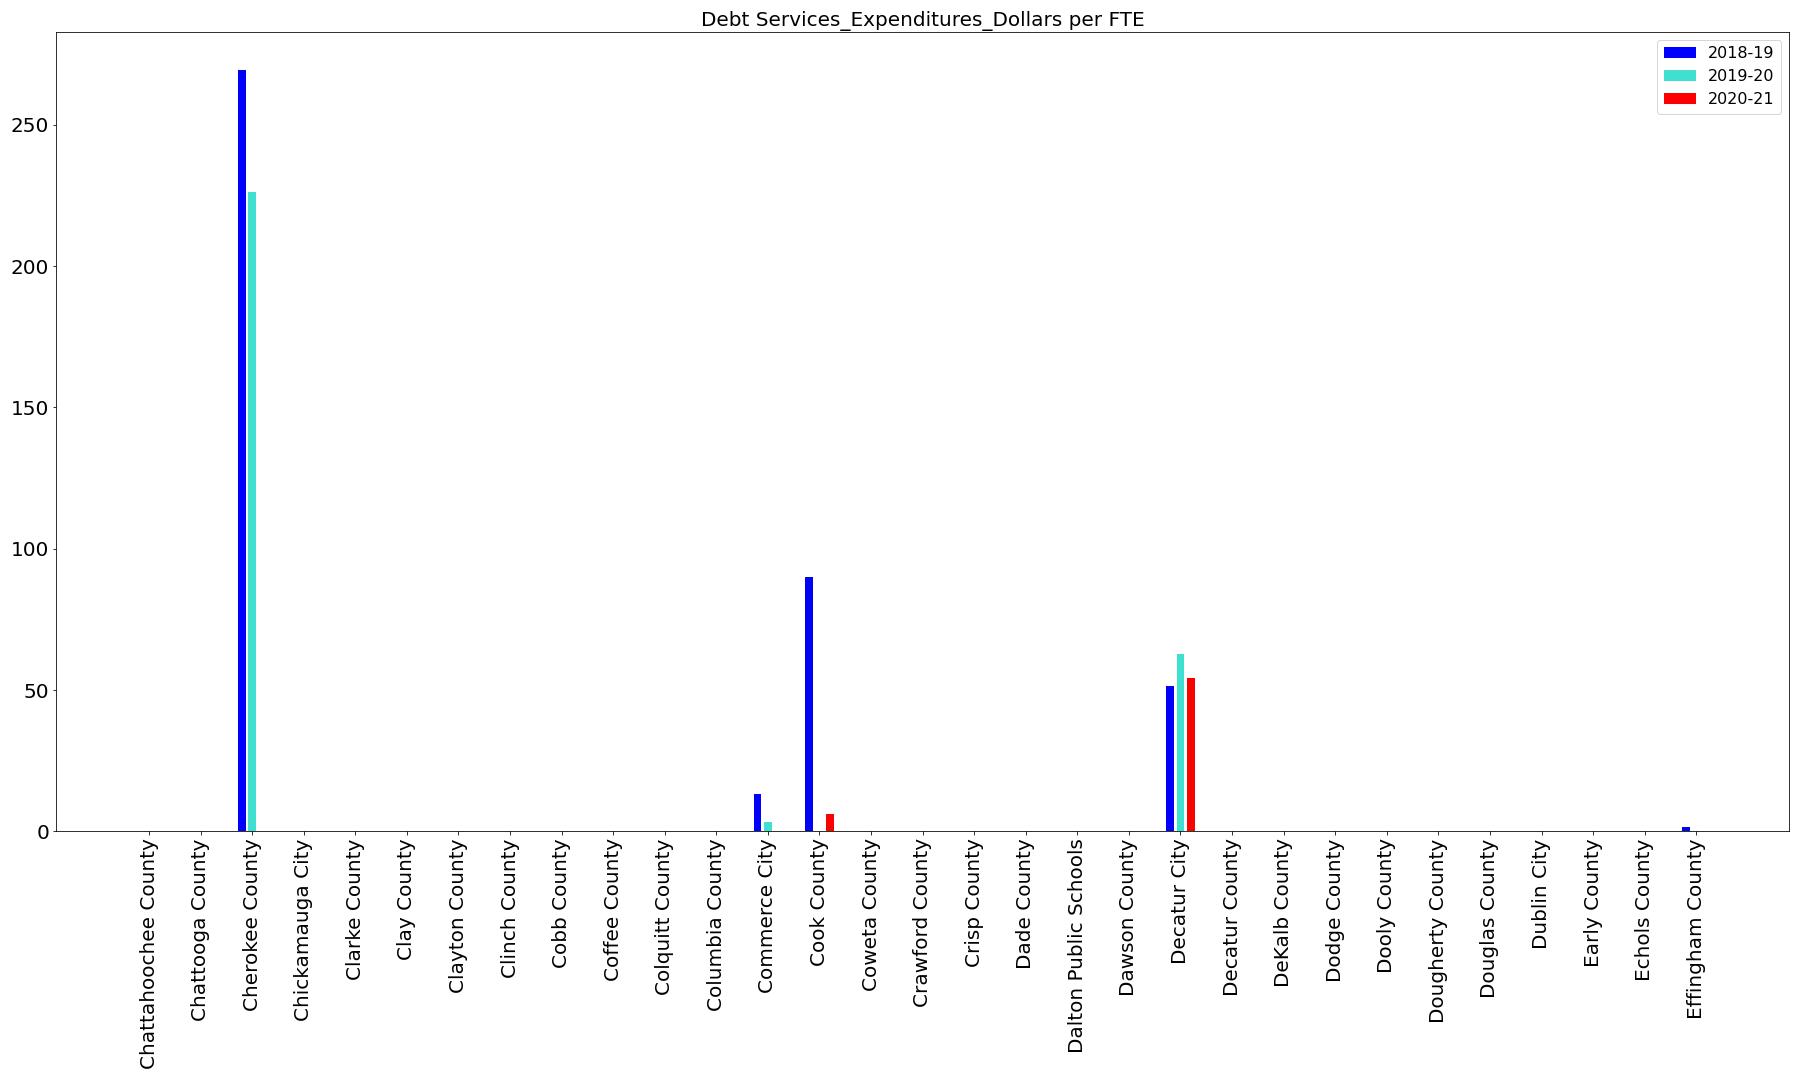 Debt Services_Expenditures_Dollars per FTE
2018-19
2019-20
2020-21
250
200
150
100
50
0
Chattahoochee County
Chattooga County
Cherokee County
Chickamauga City
Clarke County
Clay County
Clayton County
Clinch County
Cobb County
Coffee County
Colquitt County
Columbia County
Commerce City
Cook County
Coweta County
Crawford County
Crisp County
Dade County
Dalton Public Schools
Dawson County
Decatur City
Decatur County
DeKalb County
Dodge County
Dooly County
Dougherty County
Douglas County
Dublin City
Early County
Echols County
Effingham County